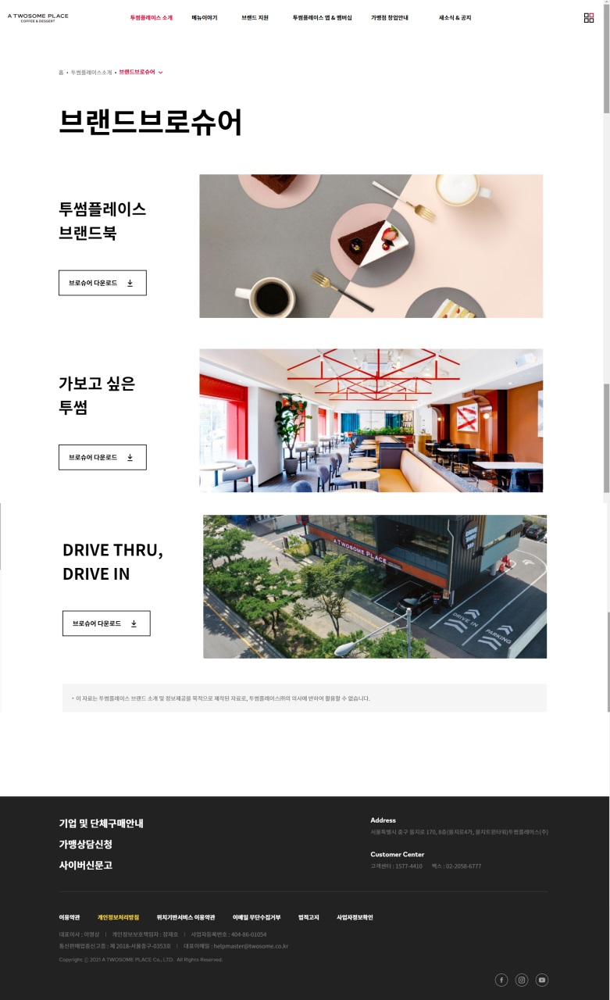 A TWOSOME PLACE
COFFEE & DESSERT
투썸플레이스 소개
메뉴이야기
브랜드 지원
투썸플레이스 앱 & 멤버십
가맹점 창업안내
새소식 & 공지
홈 • 투썸플레이스소개 • 브랜드브로슈어
브랜드브로슈어
투썸플레이스
브랜드북
브로슈어 다운로드
가보고 싶은
투썸
브로슈어 다운로드
DRIVE THRU,
DRIVE IN
브로슈어 다운로드
A TWOSOME PLACE
DRIVE IN
PARKING
• 이 자료는 투썸플레이스 브랜드 소개 및 정보제공을 목적으로 제작된 자료로, 투썸플레이스㈜의 의사에 반하여 활용할 수 없습니다.
기업 및 단체구매안내
가맹상담신청
사이버신문고
Address
서울특별시 중구 을지로 170, 8층(을지로4가, 을지트윈타워)투썸플레이스(주)
Customer Center
고객센터 : 1577-4410 팩스 : 02-2058-6777
이용약관
개인정보처리방침
위치기반서비스 이용약관
이메일 무단수집거부
법적고지
사업자정보확인
대표이사 : 이영상 | 개인정보보호책임자 : 장재호 | 사업자등록번호 : 404-86-01054
통신판매업종신고증 : 제 2018-서울중구-0353호 | 대표이메일 : helpmaster@twosome.co.kr
Copyright ⓒ 2021 A TWOSOME PLACE Co., LTD. All Rights Reserved.